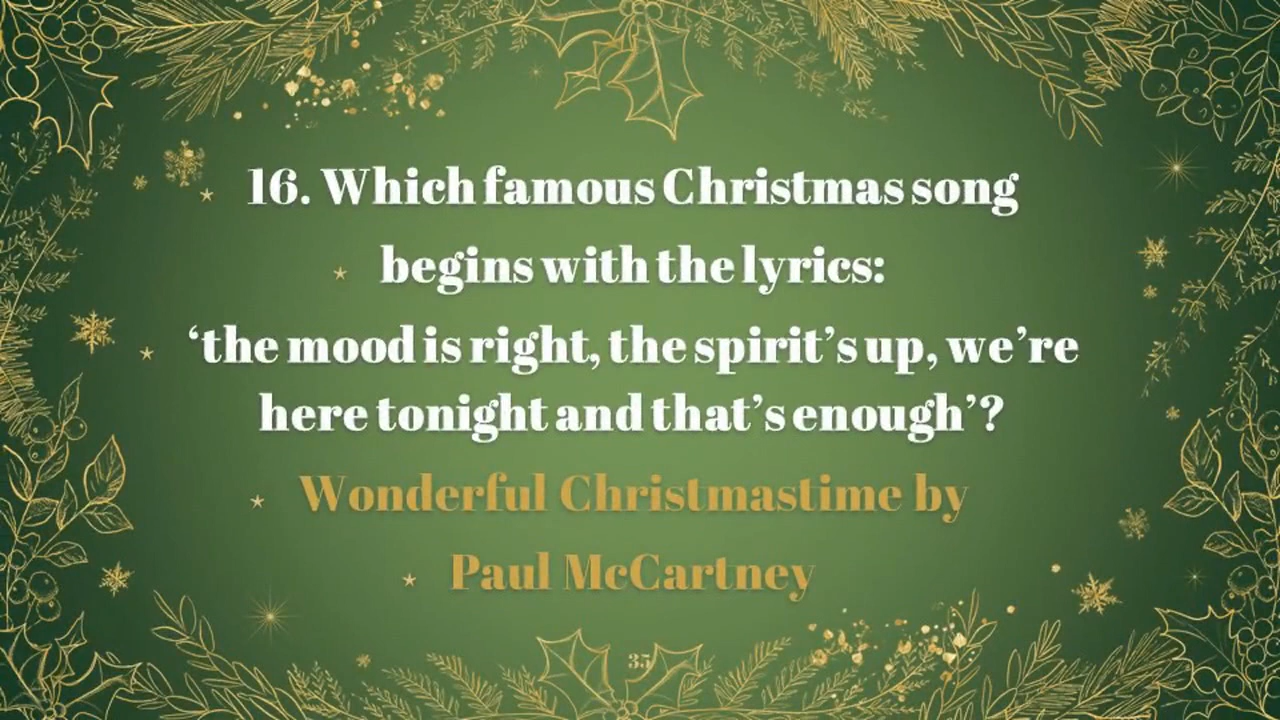 16. Which famous Christmas song
begins with the lyrics:
‘the mood is right, the spirit’s up, we’re
here tonight and that’s enough’?
Wonderful Christmastime by
Paul McCartney
35